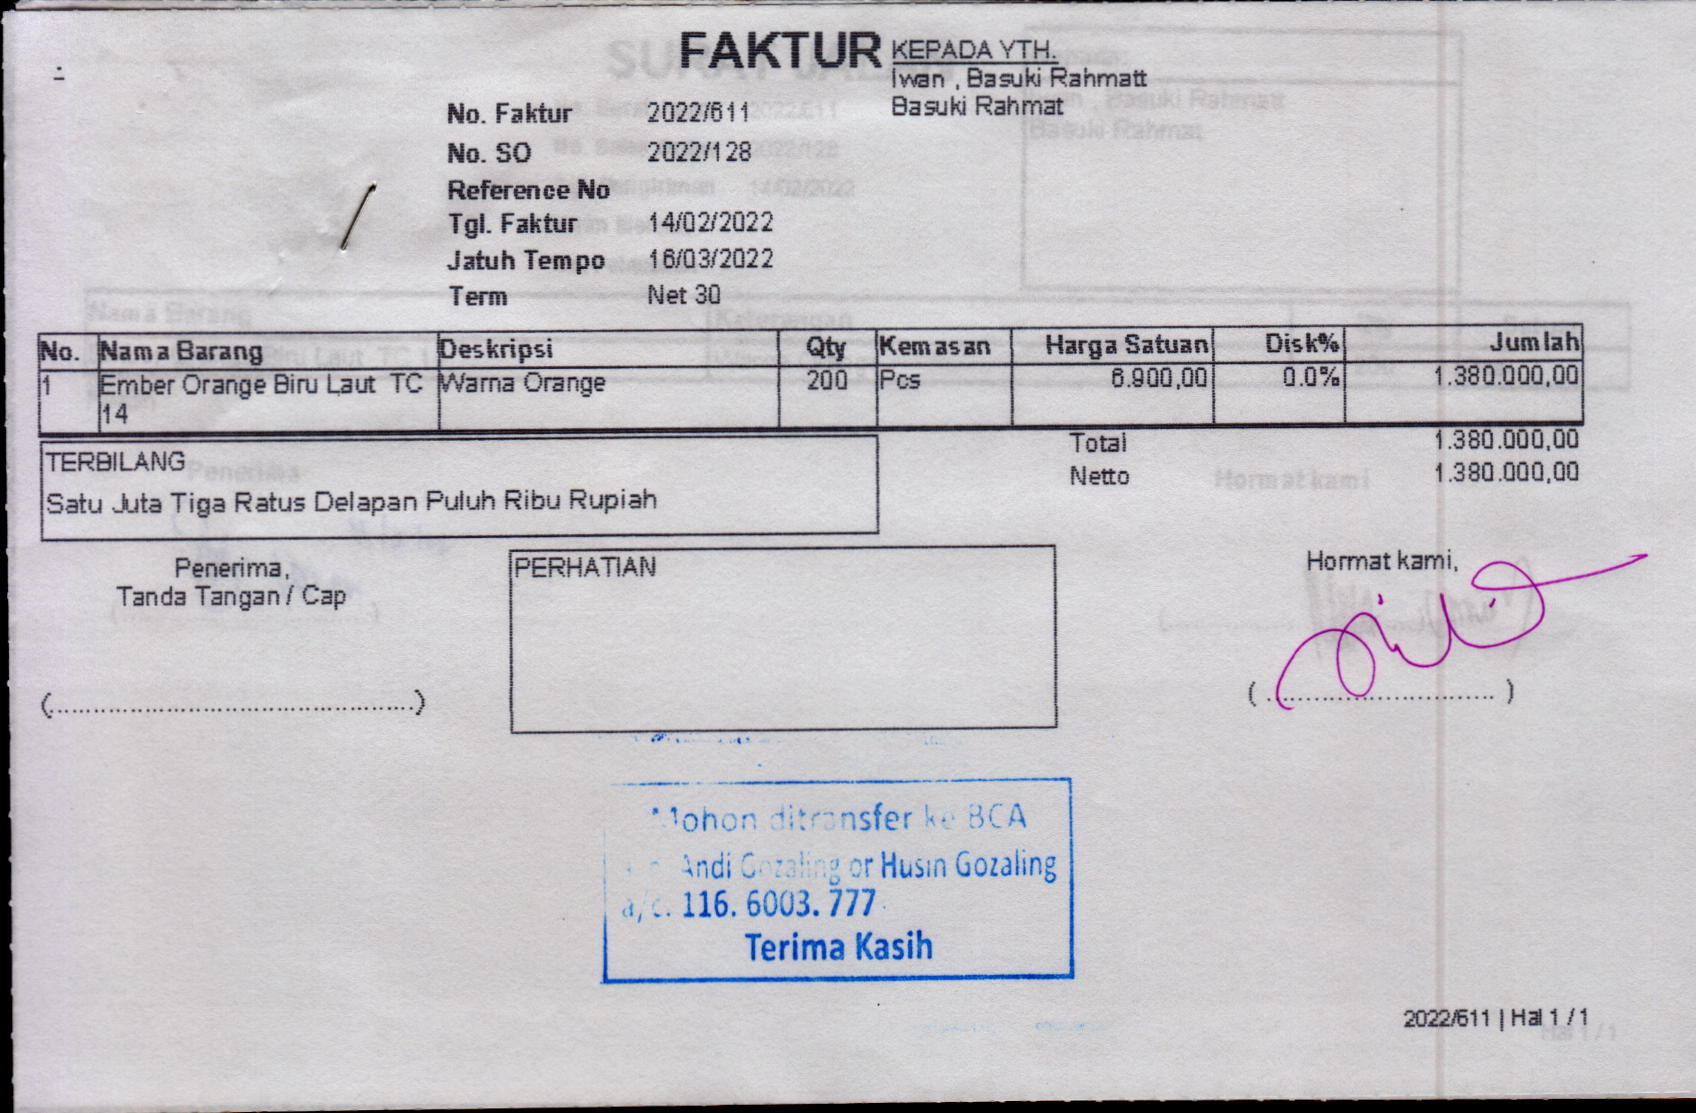 FAKTUR
KEPADA YTH.
Iwan , Basuki Rahmatt
Basuki Rahmat
No. Faktur 2022/611
No. SO 2022/128
Reference No
Tgl. Faktur 14/02/2022
Jatuh Tempo 16/03/2022
Term Net 30
No. Nama Barang Deskripsi Qty Kemasan Harga Satuan Disk% Jumlah
1 Ember Orange Biru Laut TC Warna Orange 200 Pcs 6.900,00 0.0% 1.380.000,00
14
Total 1.380.000,00
Netto 1.380.000,00
TERBILANG
Satu Juta Tiga Ratus Delapan Puluh Ribu Rupiah
Penerima,
Tanda Tangan / Cap
(..............................................)
PERHATIAN
Hormat kami,
( ............................. )
Mohon ditransfer ke BCA
Andi Gozaling or Husin Gozaling
a/c. 116. 6003. 777
Terima Kasih
2022/611 | Hal 1 / 1